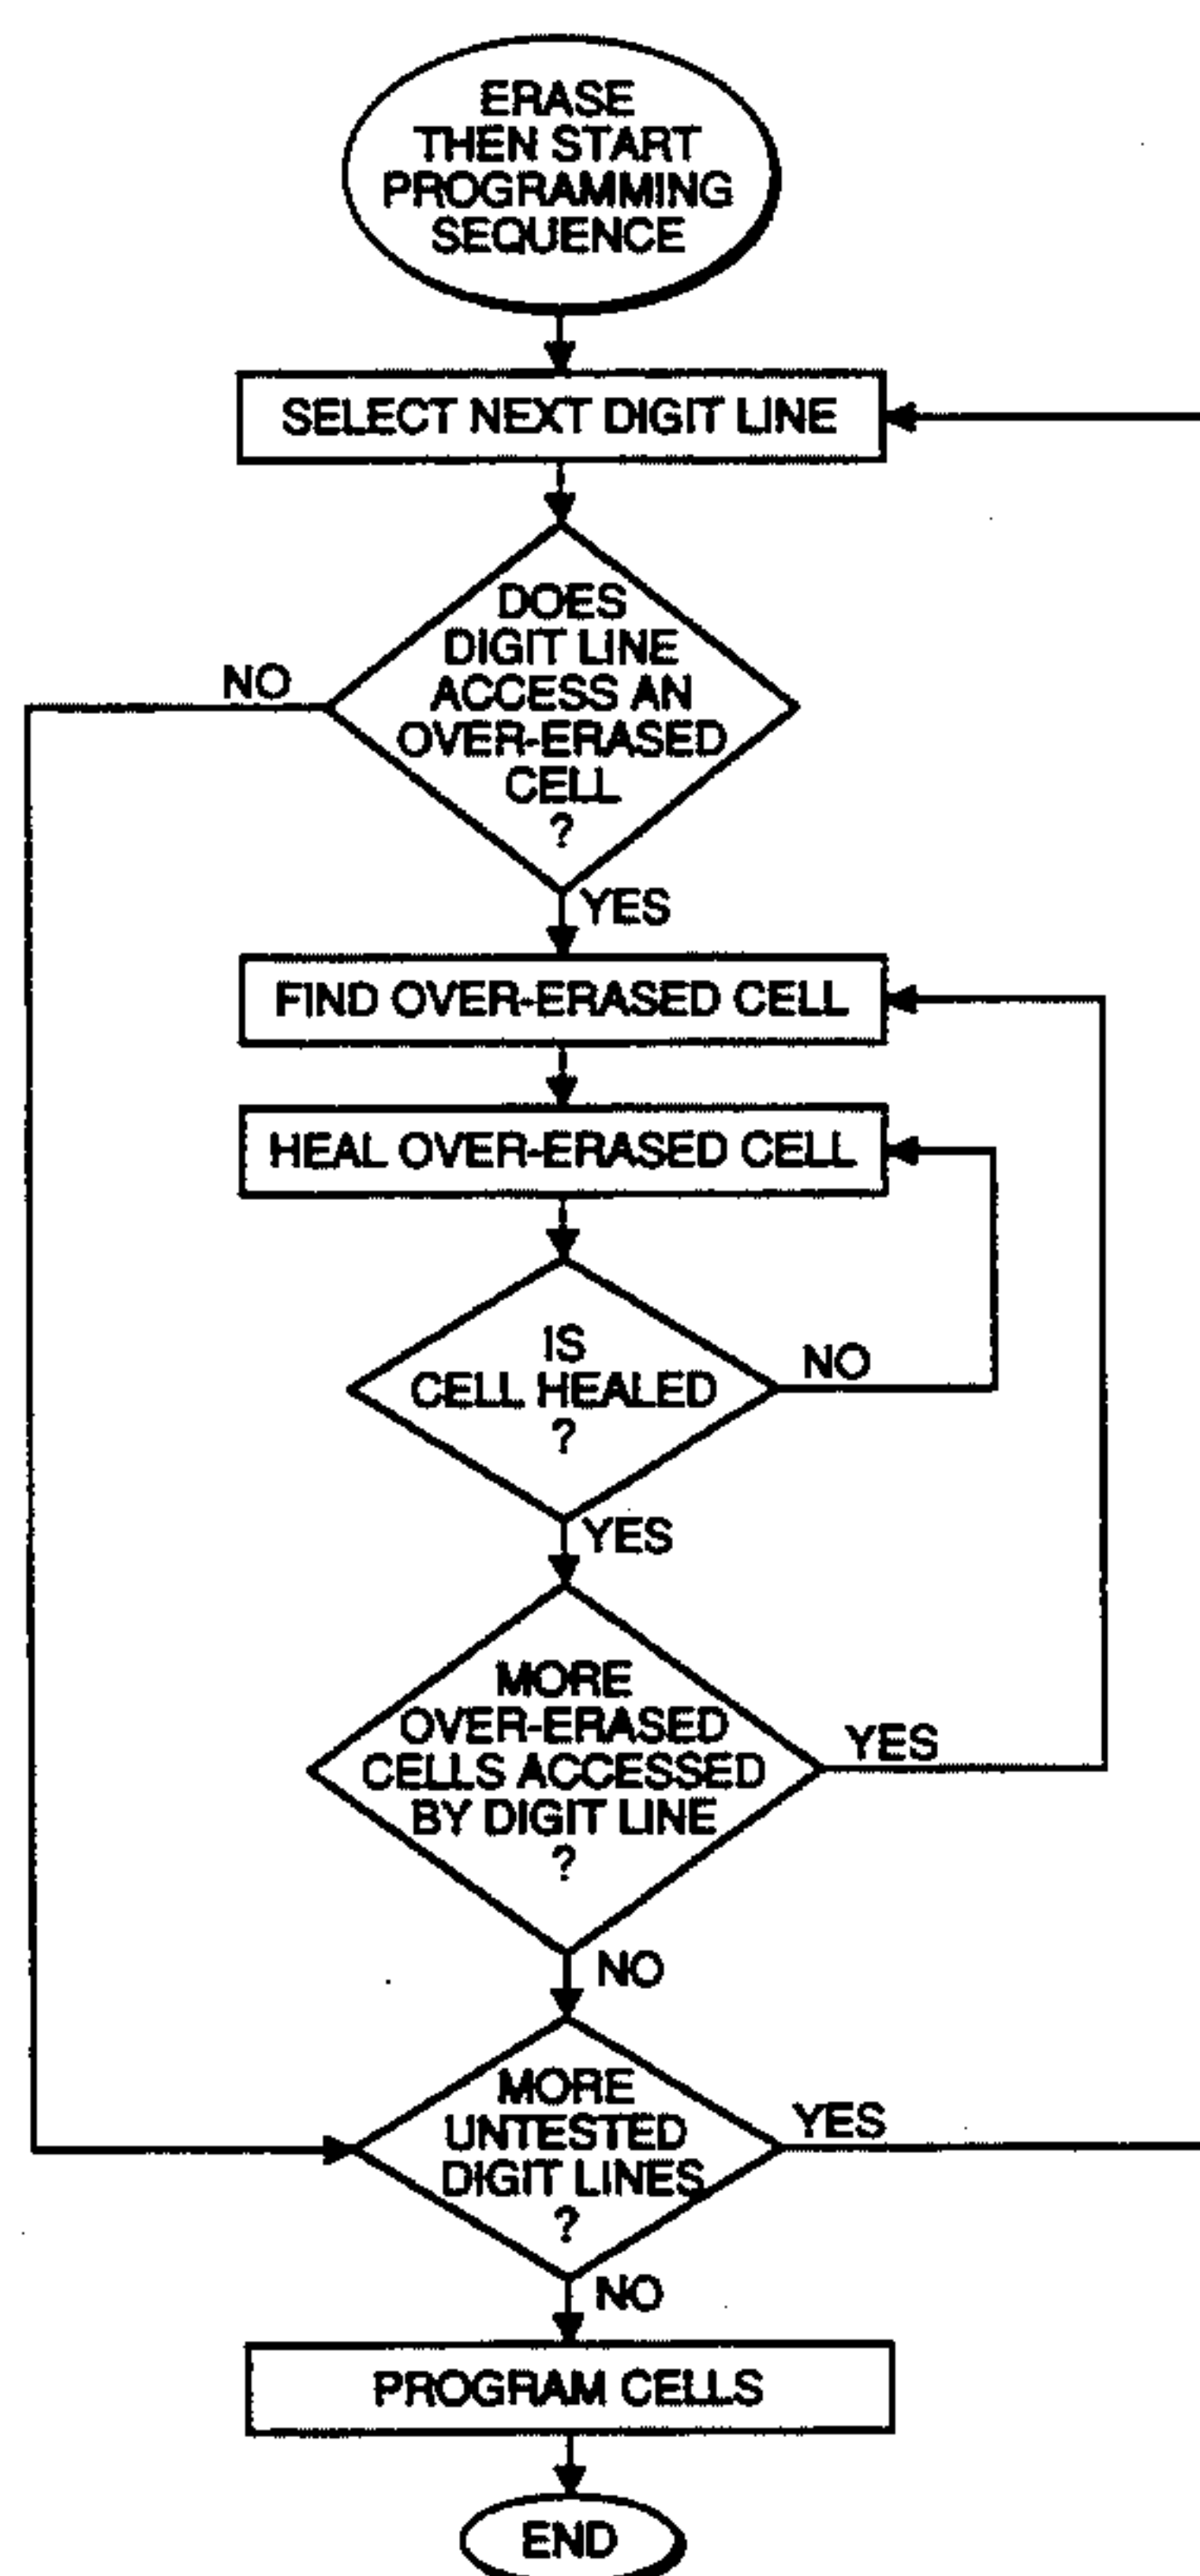 ERASE
THEN START
PROGRAMMING
SEQUENCE
SELECT NEXT DIGIT LINE
DOES
DIGIT LINE
ACCESS AN
OVER-ERASED
CELL
?
NO
YES
FIND OVER-ERASED CELL
HEAL OVER-ERASED CELL
IS
CELL HEALED
?
NO
YES
MORE
OVER-ERASED
CELLS ACCESSED
BY DIGIT LINE
?
YES
NO
MORE
UNTESTED
DIGIT LINES
?
YES
NO
PROGRAM CELLS
END